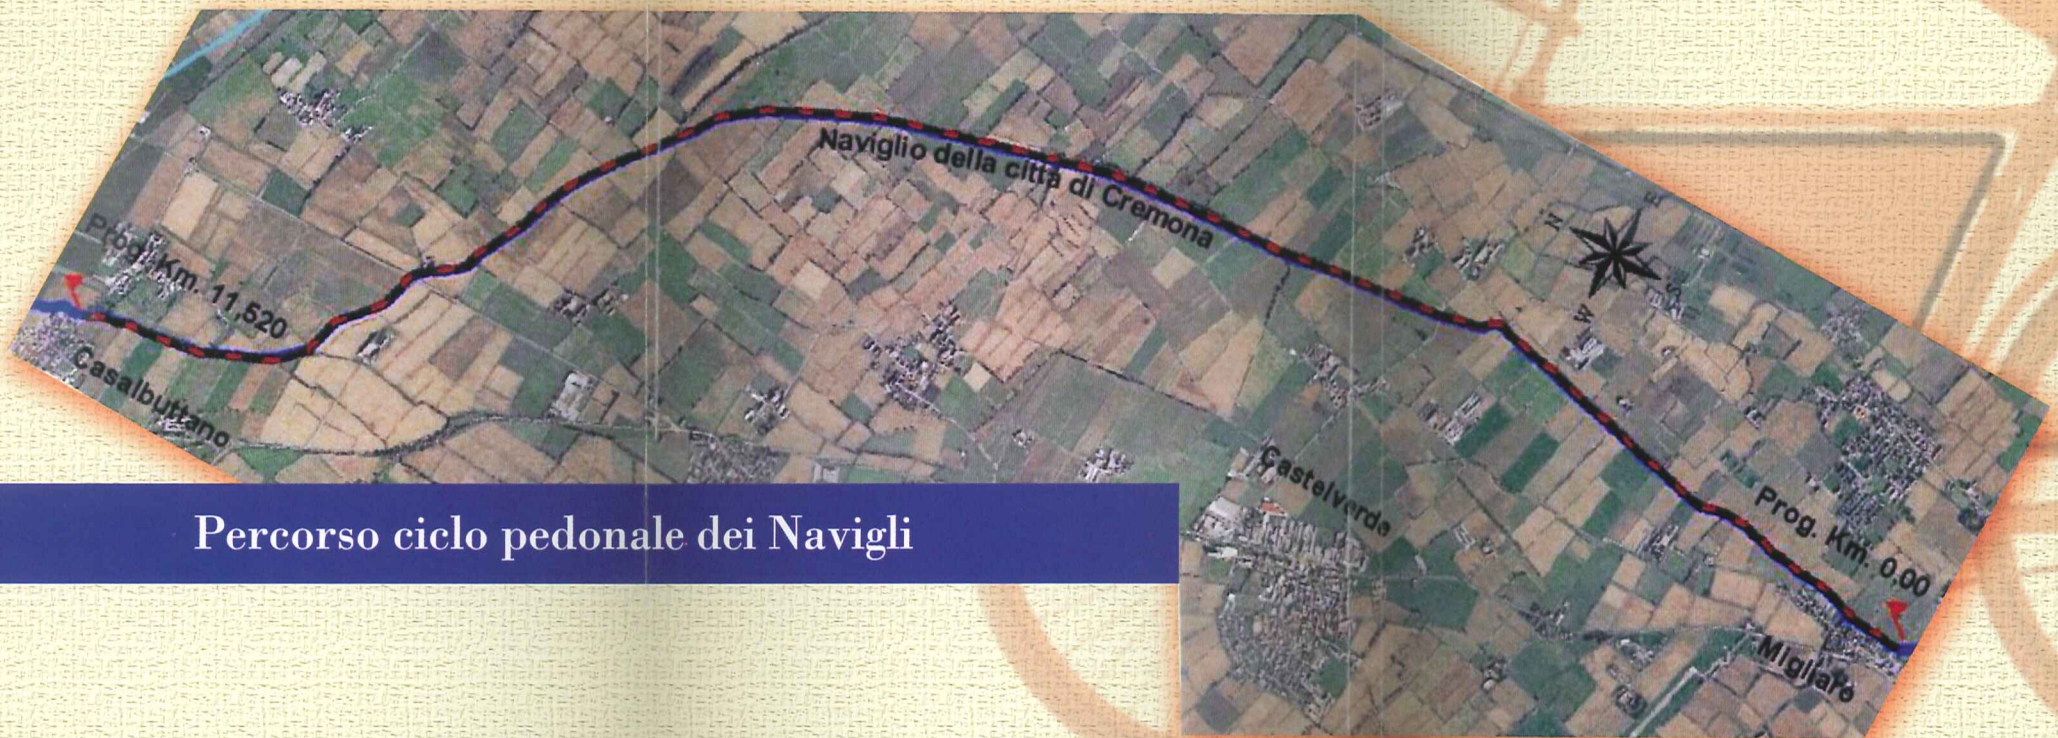 Naviglio della città di Cremona
N
E
S
W
Prog. Km. 11,520
Casalbuttano
Castelverde
Prog. Km. 0.00
Migliaro
Percorso ciclo pedonale dei Navigli